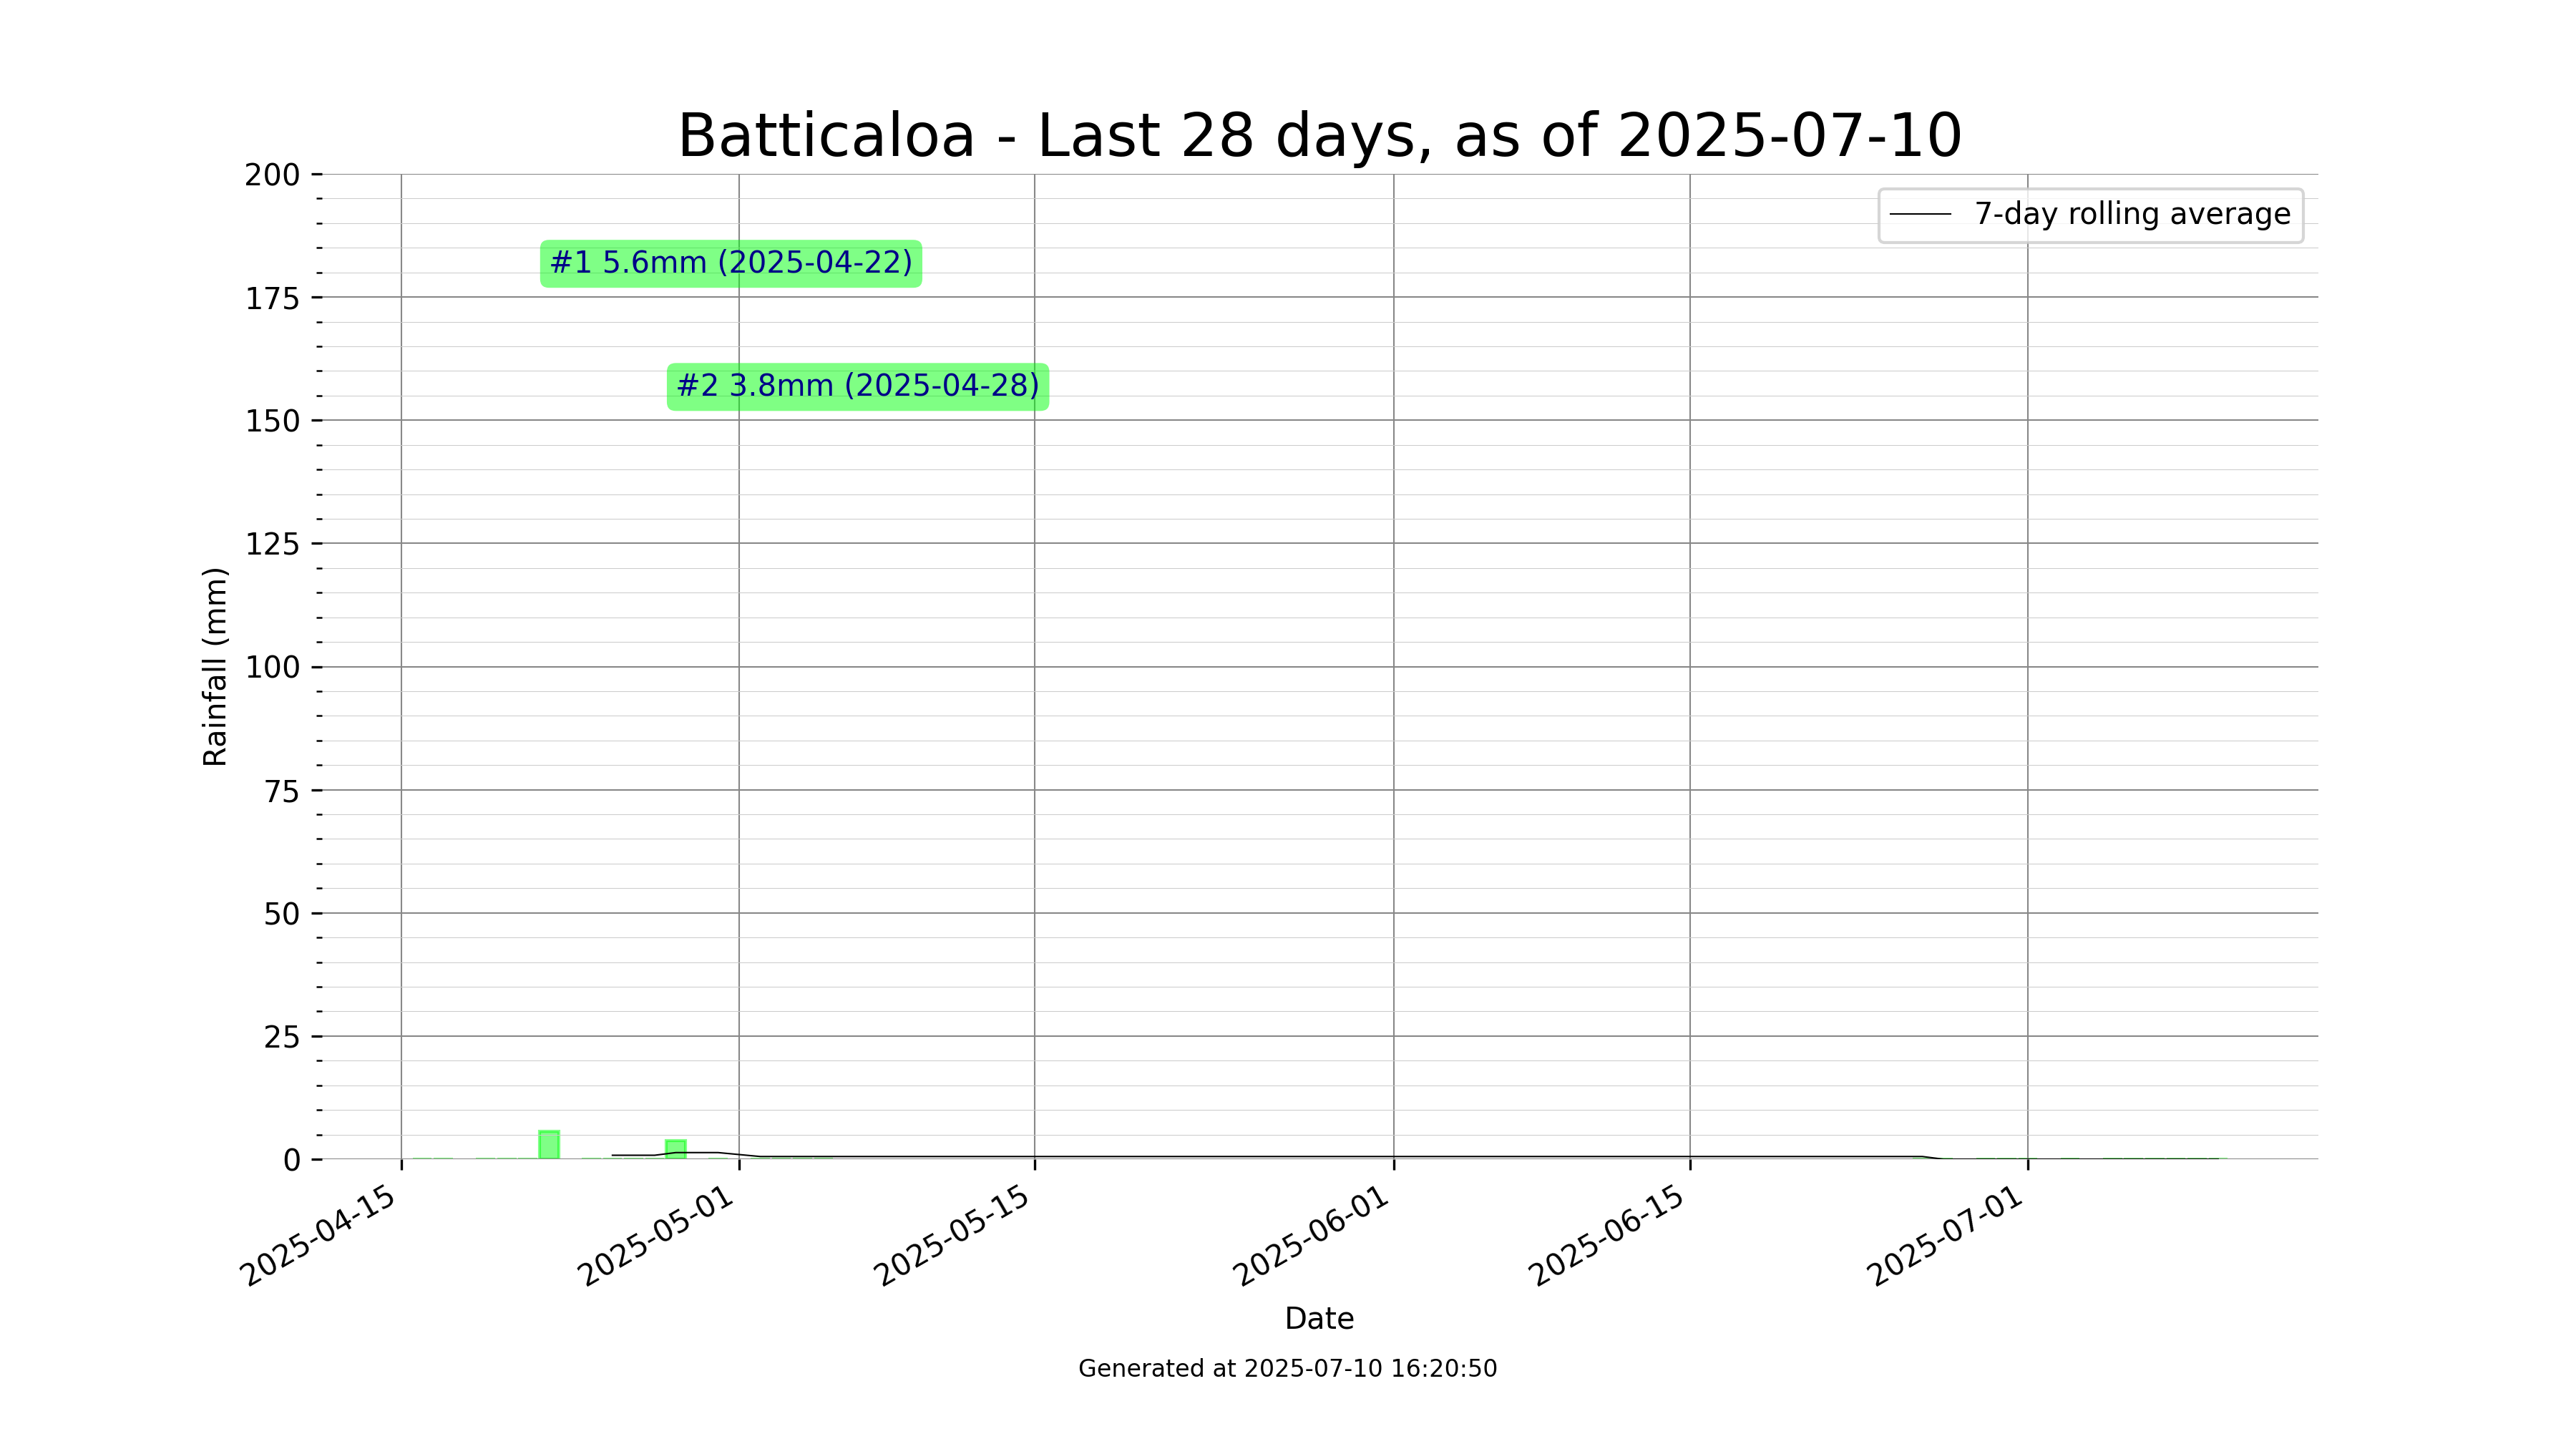 Batticaloa - Last 28 days, as of 2025-07-10
200
175
150
125
100
75
50
25
0
Rainfall (mm)
7-day rolling average
#1 5.6mm (2025-04-22)
#2 3.8mm (2025-04-28)
2025-04-15
2025-05-01
2025-05-15
2025-06-01
2025-06-15
2025-07-01
Date
Generated at 2025-07-10 16:20:50